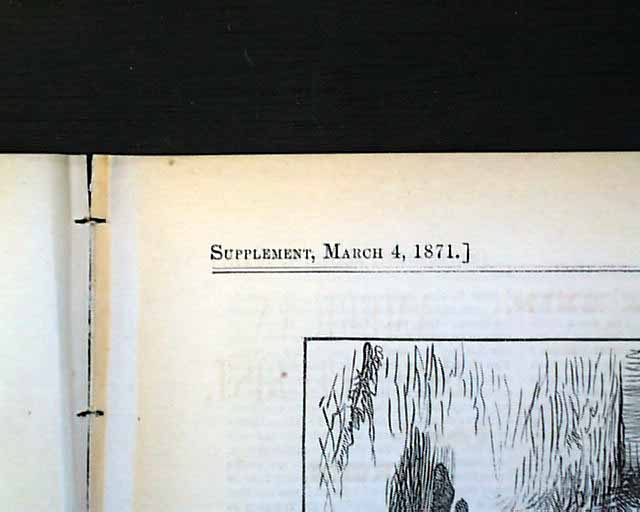 Supplement, March 4, 1871.]